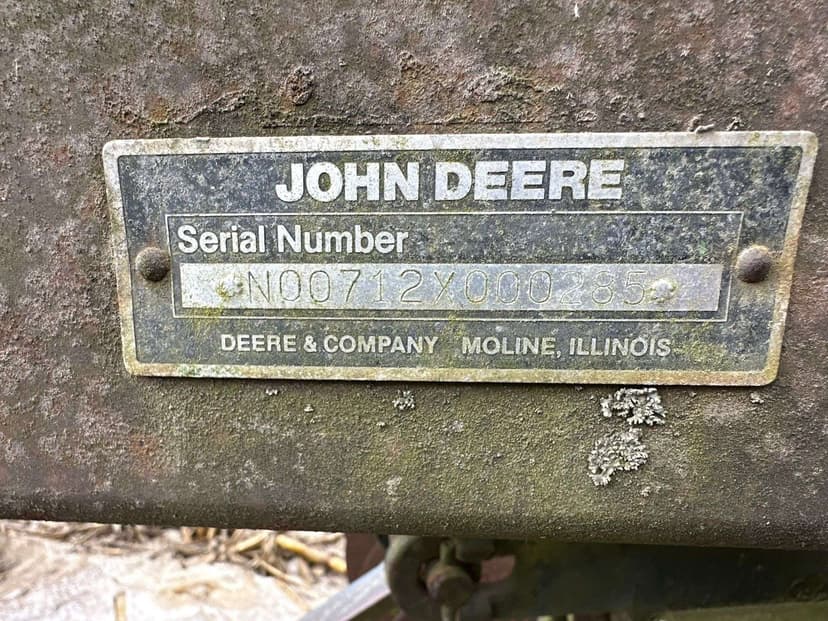 JOHN DEERE
Serial Number
*N00712X000285*
DEERE & COMPANY MOLINE, ILLINOIS